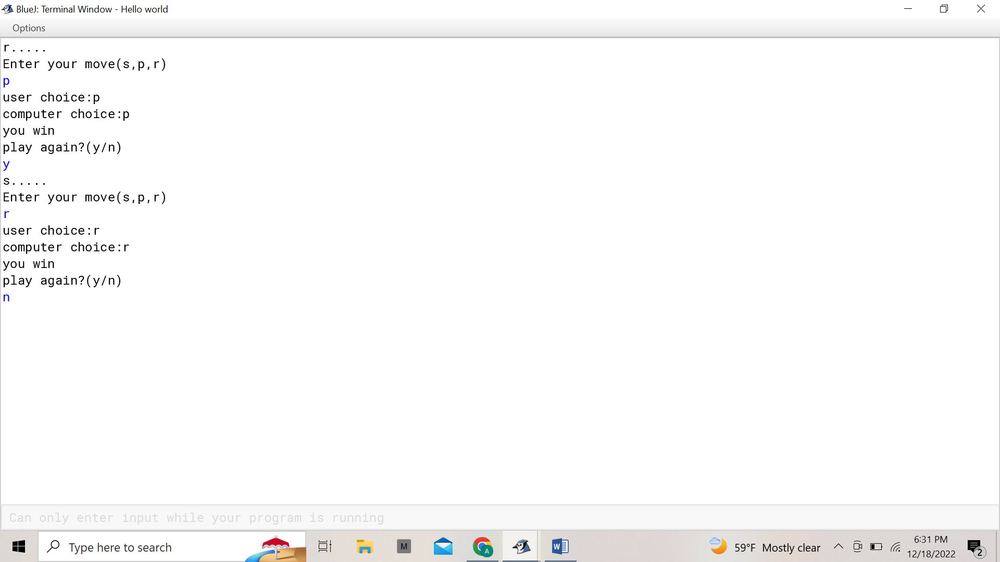 BlueJ: Terminal Window - Hello world
Options
r.....
Enter your move(s,p,r)
p
user choice:p
computer choice:p
you win
play again?(y/n)
y
s.....
Enter your move(s,p,r)
r
user choice:r
computer choice:r
you win
play again?(y/n)
n
Can only enter input while your program is running
Type here to search
M
A
W
59°F Mostly clear
6:31 PM
12/18/2022
2